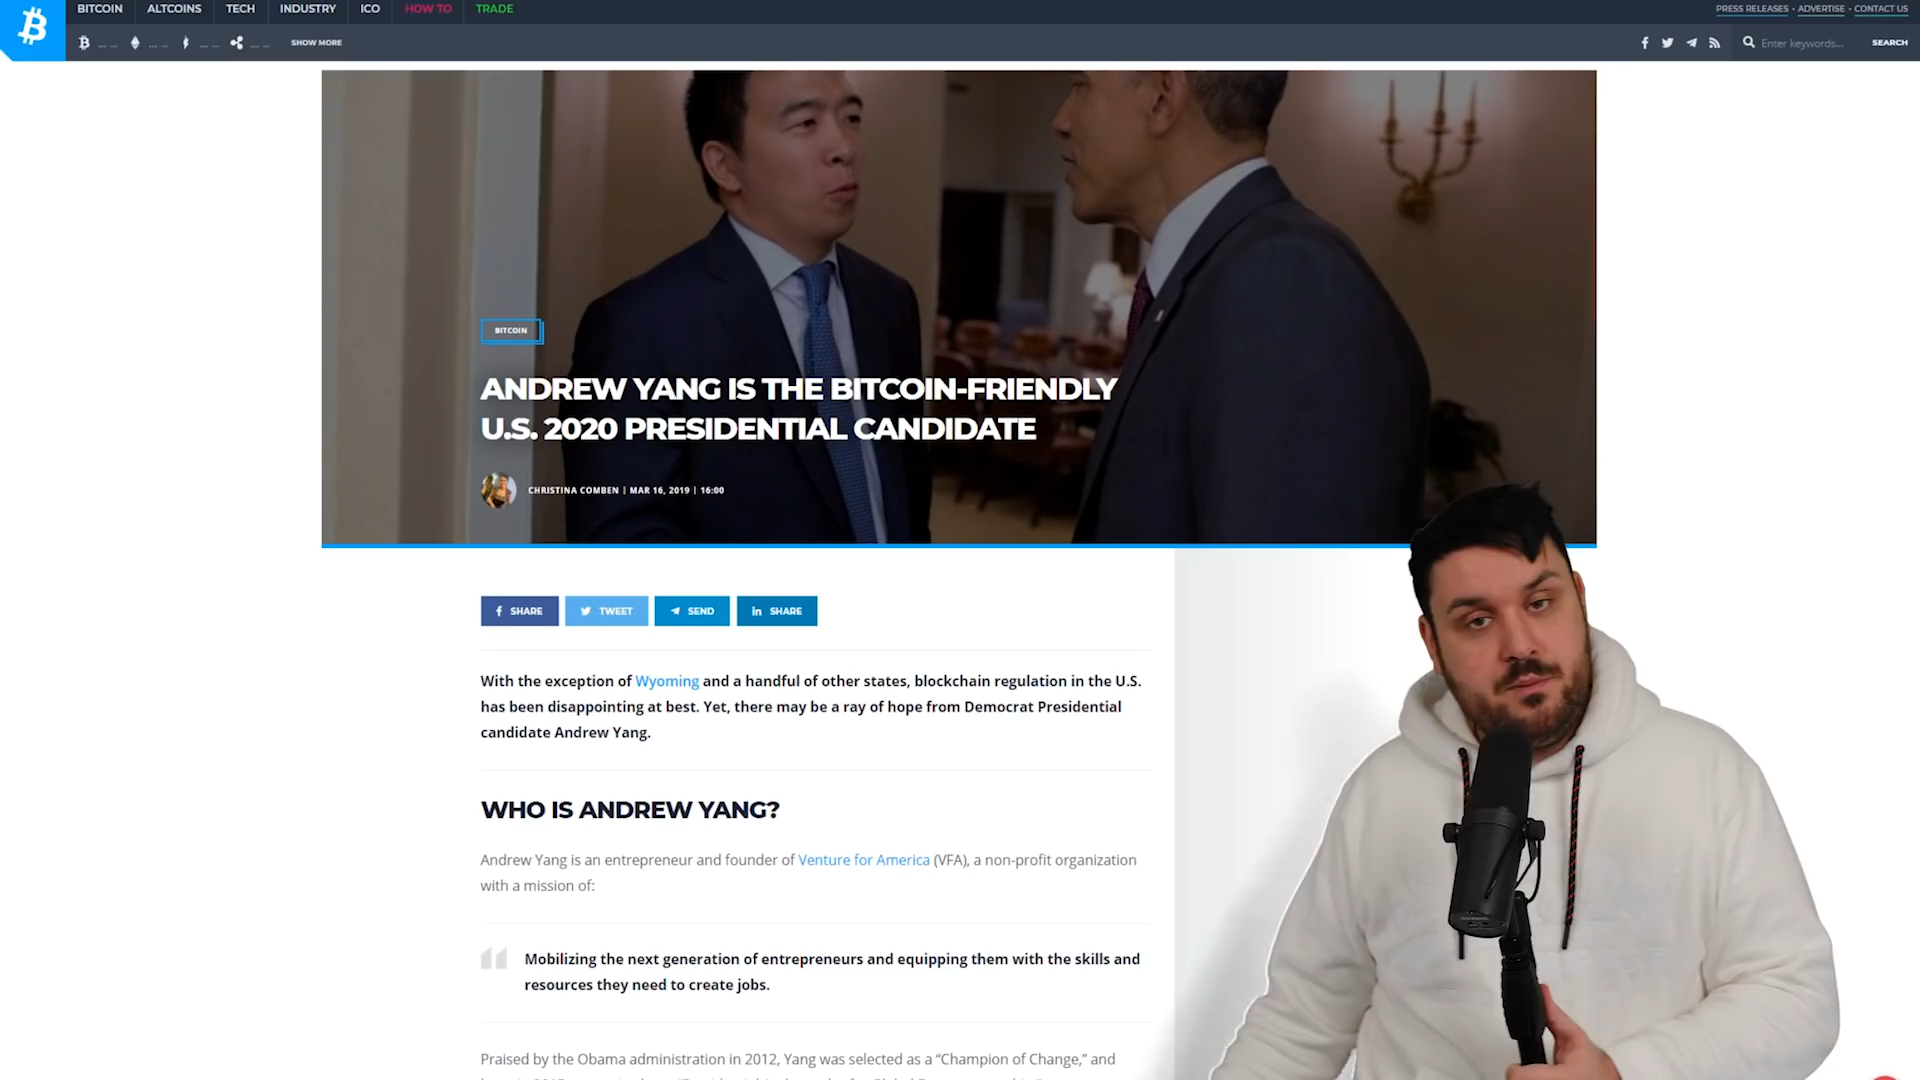 BITCOIN ALTCOINS TECH INDUSTRY ICO HOW TO TRADE
PRESS RELEASES • ADVERTISE • CONTACT US
... ... ... ... ... ... ... ... SHOW MORE
Enter keywords... SEARCH
BITCOIN
ANDREW YANG IS THE BITCOIN-FRIENDLY
U.S. 2020 PRESIDENTIAL CANDIDATE
CHRISTINA COMBEN | MAR 16, 2019 | 16:00
SHARE TWEET SEND SHARE
With the exception of Wyoming and a handful of other states, blockchain regulation in the U.S.
has been disappointing at best. Yet, there may be a ray of hope from Democrat Presidential
candidate Andrew Yang.
WHO IS ANDREW YANG?
Andrew Yang is an entrepreneur and founder of Venture for America (VFA), a non-profit organization
with a mission of:
Mobilizing the next generation of entrepreneurs and equipping them with the skills and
resources they need to create jobs.
Praised by the Obama administration in 2012, Yang was selected as a “Champion of Change,” and